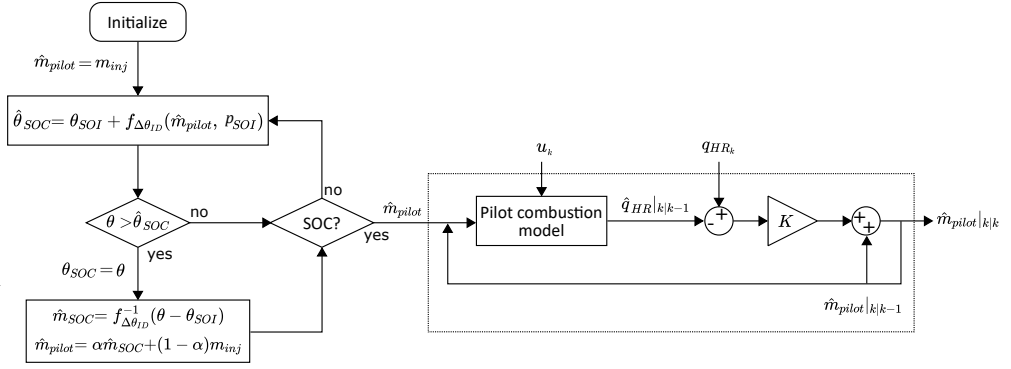 Initialize
m̂_pilot = m_inj
θ̂_SOC = θ_SOI + f_Δθ_ID(m̂_pilot, p_SOI)
θ > θ̂_SOC
no
yes
θ_SOC = θ
m̂_SOC = f⁻¹_Δθ_ID(θ − θ_SOI)
m̂_pilot = αm̂_SOC + (1 − α)m_inj
SOC?
no
yes
m̂_pilot
u_k
Pilot combustion
model
q̂_HR|k|k−1
q_HR_k
-
+
K
+
+
m̂_pilot|k|k
m̂_pilot|k|k−1